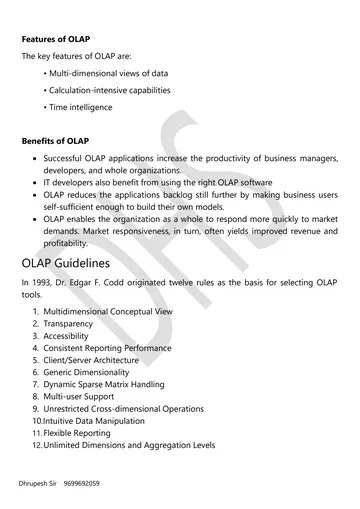 Features of OLAP
The key features of OLAP are:
• Multi-dimensional views of data
• Calculation-intensive capabilities
• Time intelligence
Benefits of OLAP
• Successful OLAP applications increase the productivity of business managers,
developers, and whole organizations.
• IT developers also benefit from using the right OLAP software
• OLAP reduces the applications backlog still further by making business users
self-sufficient enough to build their own models.
• OLAP enables the organization as a whole to respond more quickly to market
demands. Market responsiveness, in turn, often yields improved revenue and
profitability.
OLAP Guidelines
In 1993, Dr. Edgar F. Codd originated twelve rules as the basis for selecting OLAP
tools.
1. Multidimensional Conceptual View
2. Transparency
3. Accessibility
4. Consistent Reporting Performance
5. Client/Server Architecture
6. Generic Dimensionality
7. Dynamic Sparse Matrix Handling
8. Multi-user Support
9. Unrestricted Cross-dimensional Operations
10.Intuitive Data Manipulation
11. Flexible Reporting
12. Unlimited Dimensions and Aggregation Levels
Dhrupesh Sir 9699692059
DHS